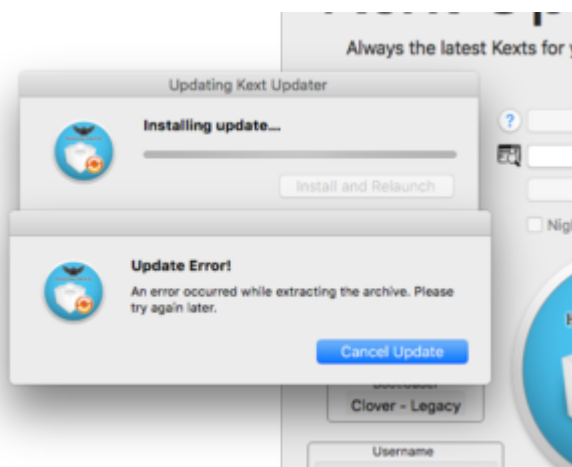 Always the latest Kexts for
Updating Kext Updater
Installing update...
Install and Relaunch
Update Error!
An error occurred while extracting the archive. Please
try again later.
Cancel Update
Clover - Legacy
Username